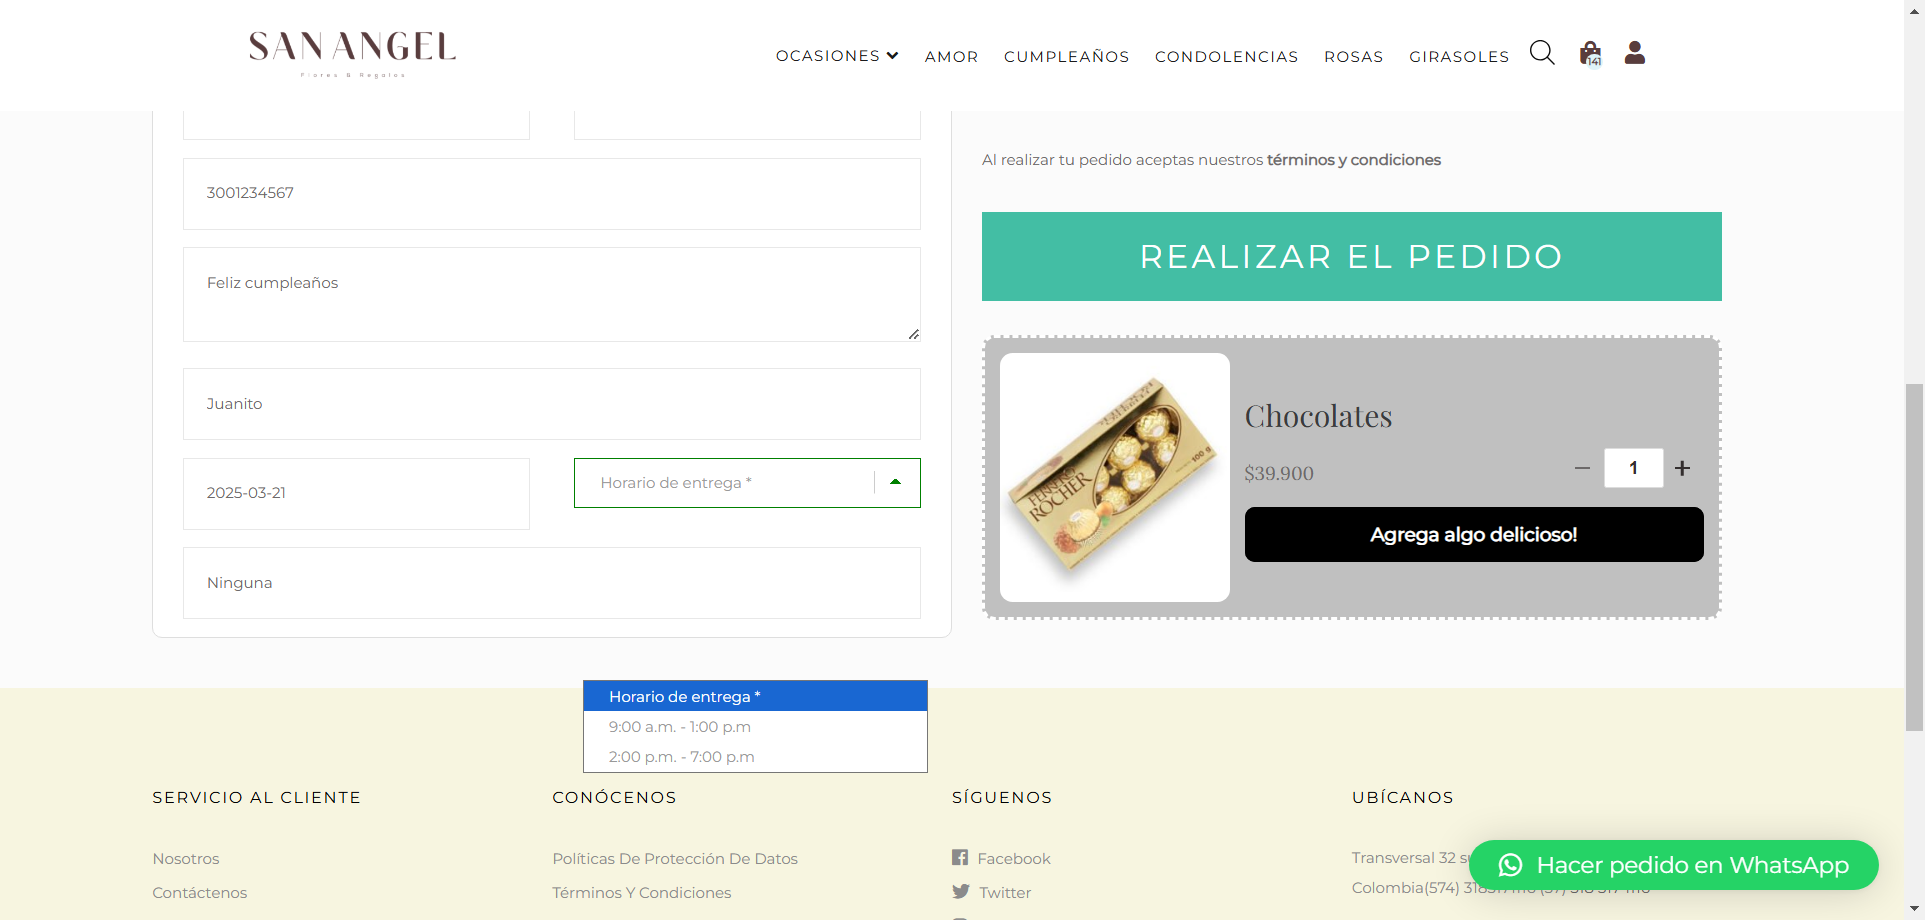 SAN ANGEL
Flores & Regalos
OCASIONES
AMOR
CUMPLEAÑOS
CONDOLENCIAS
ROSAS
GIRASOLES
141
3001234567
Feliz cumpleaños
Juanito
2025-03-21
Horario de entrega *
Ninguna
Horario de entrega *
9:00 a.m. - 1:00 p.m
2:00 p.m. - 7:00 p.m
Al realizar tu pedido aceptas nuestros términos y condiciones
REALIZAR EL PEDIDO
FERRERO
ROCHER
100 g
Chocolates
$39.900
1
Agrega algo delicioso!
SERVICIO AL CLIENTE
Nosotros
Contáctenos
CONÓCENOS
Políticas De Protección De Datos
Términos Y Condiciones
SÍGUENOS
Facebook
Twitter
UBÍCANOS
Transversal 32
Colombia(574)
Hacer pedido en WhatsApp